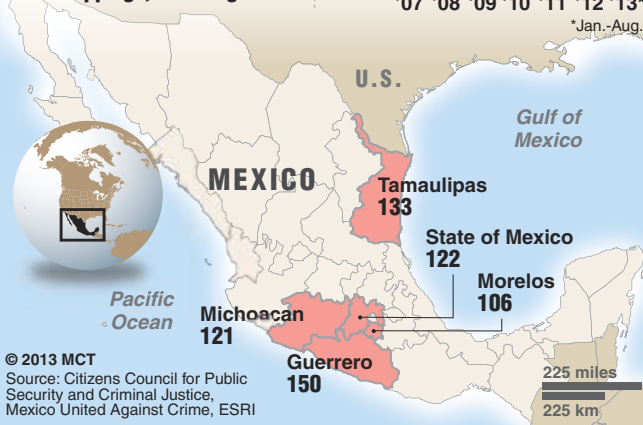 '07 '08 '09 '10 '11 '12 '13*
*Jan.-Aug.
U.S.
Gulf of
Mexico
MEXICO
Tamaulipas
133
State of Mexico
122
Morelos
106
Pacific
Ocean
Michoacan
121
Guerrero
150
© 2013 MCT
Source: Citizens Council for Public
Security and Criminal Justice,
Mexico United Against Crime, ESRI
225 miles
225 km